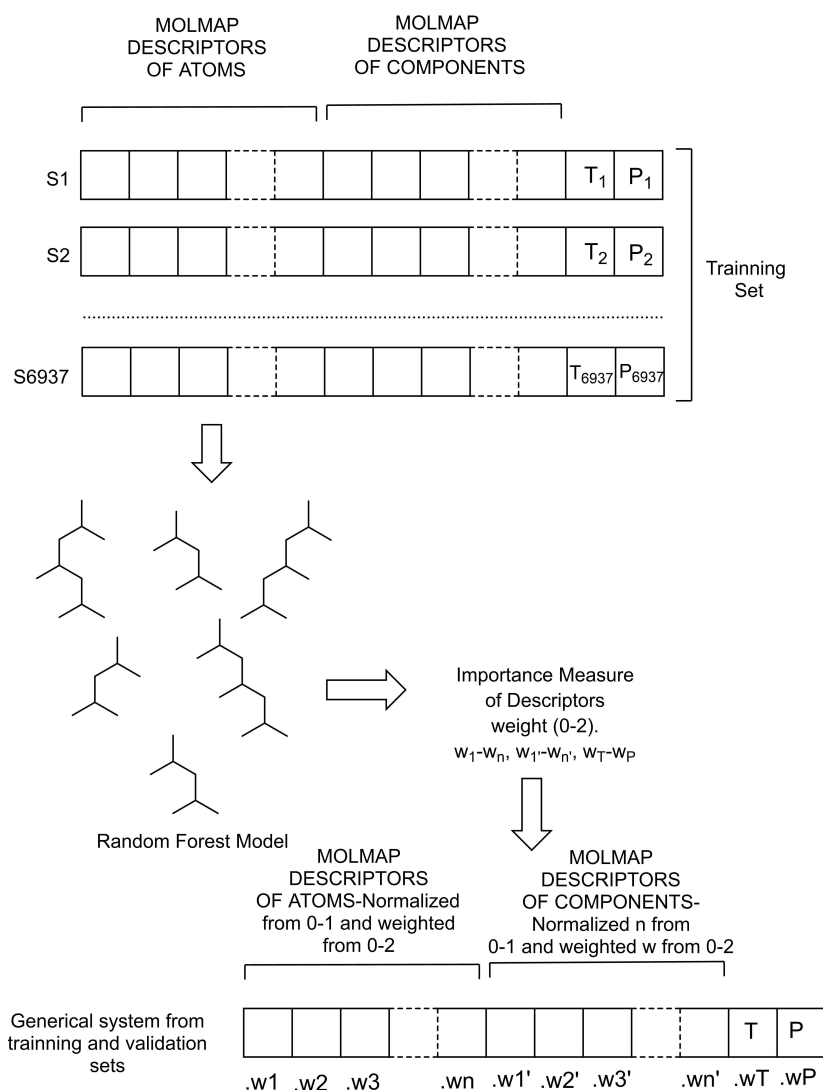 MOLMAP
DESCRIPTORS
OF ATOMS
MOLMAP
DESCRIPTORS
OF COMPONENTS
S1
T1 P1
S2
T2 P2
Trainning
Set
S6937
T6937 P6937
Importance Measure
of Descriptors
weight (0-2).
w1-wn, w1'-wn', wT-wP
Random Forest Model
MOLMAP
DESCRIPTORS
OF ATOMS-Normalized
from 0-1 and weighted
from 0-2
MOLMAP
DESCRIPTORS
OF COMPONENTS-
Normalized n from
0-1 and weighted w from 0-2
Generical system from
trainning and validation
sets
T P
.w1 .w2 .w3 .wn .w1' .w2' .w3' .wn' .wT .wP